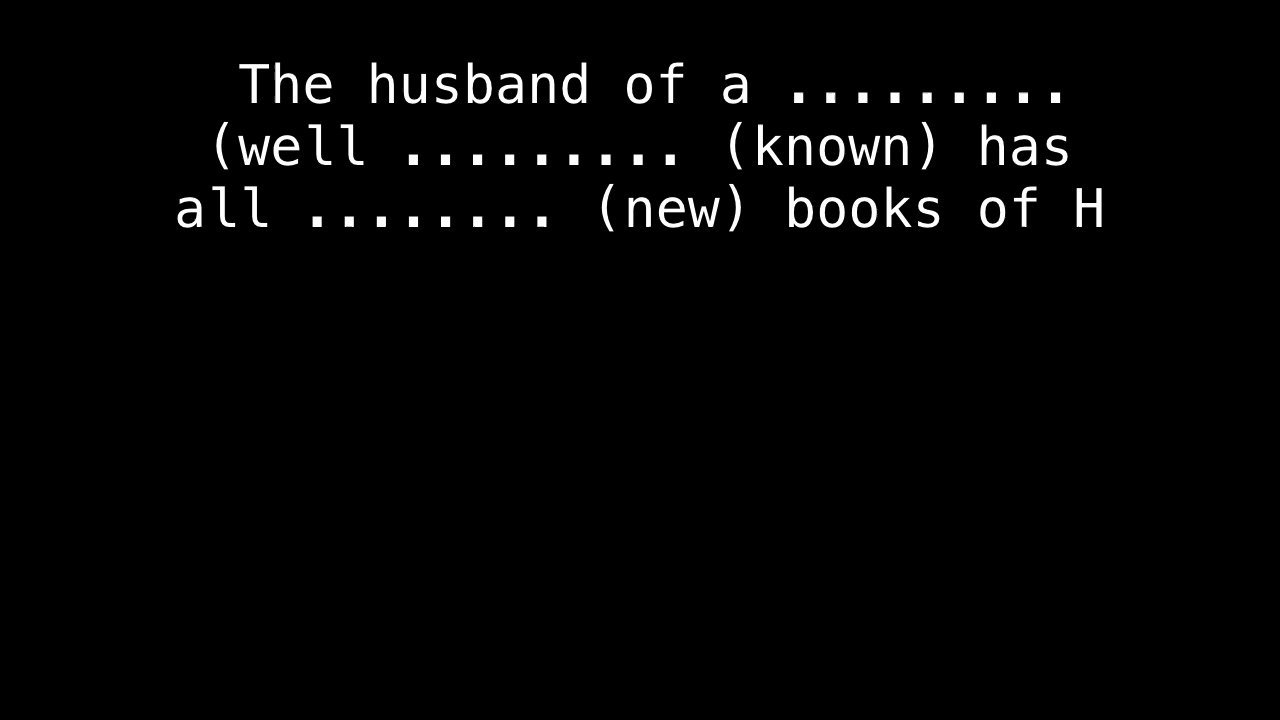 The husband of a .........
(well ......... (known) has
all ........ (new) books of H